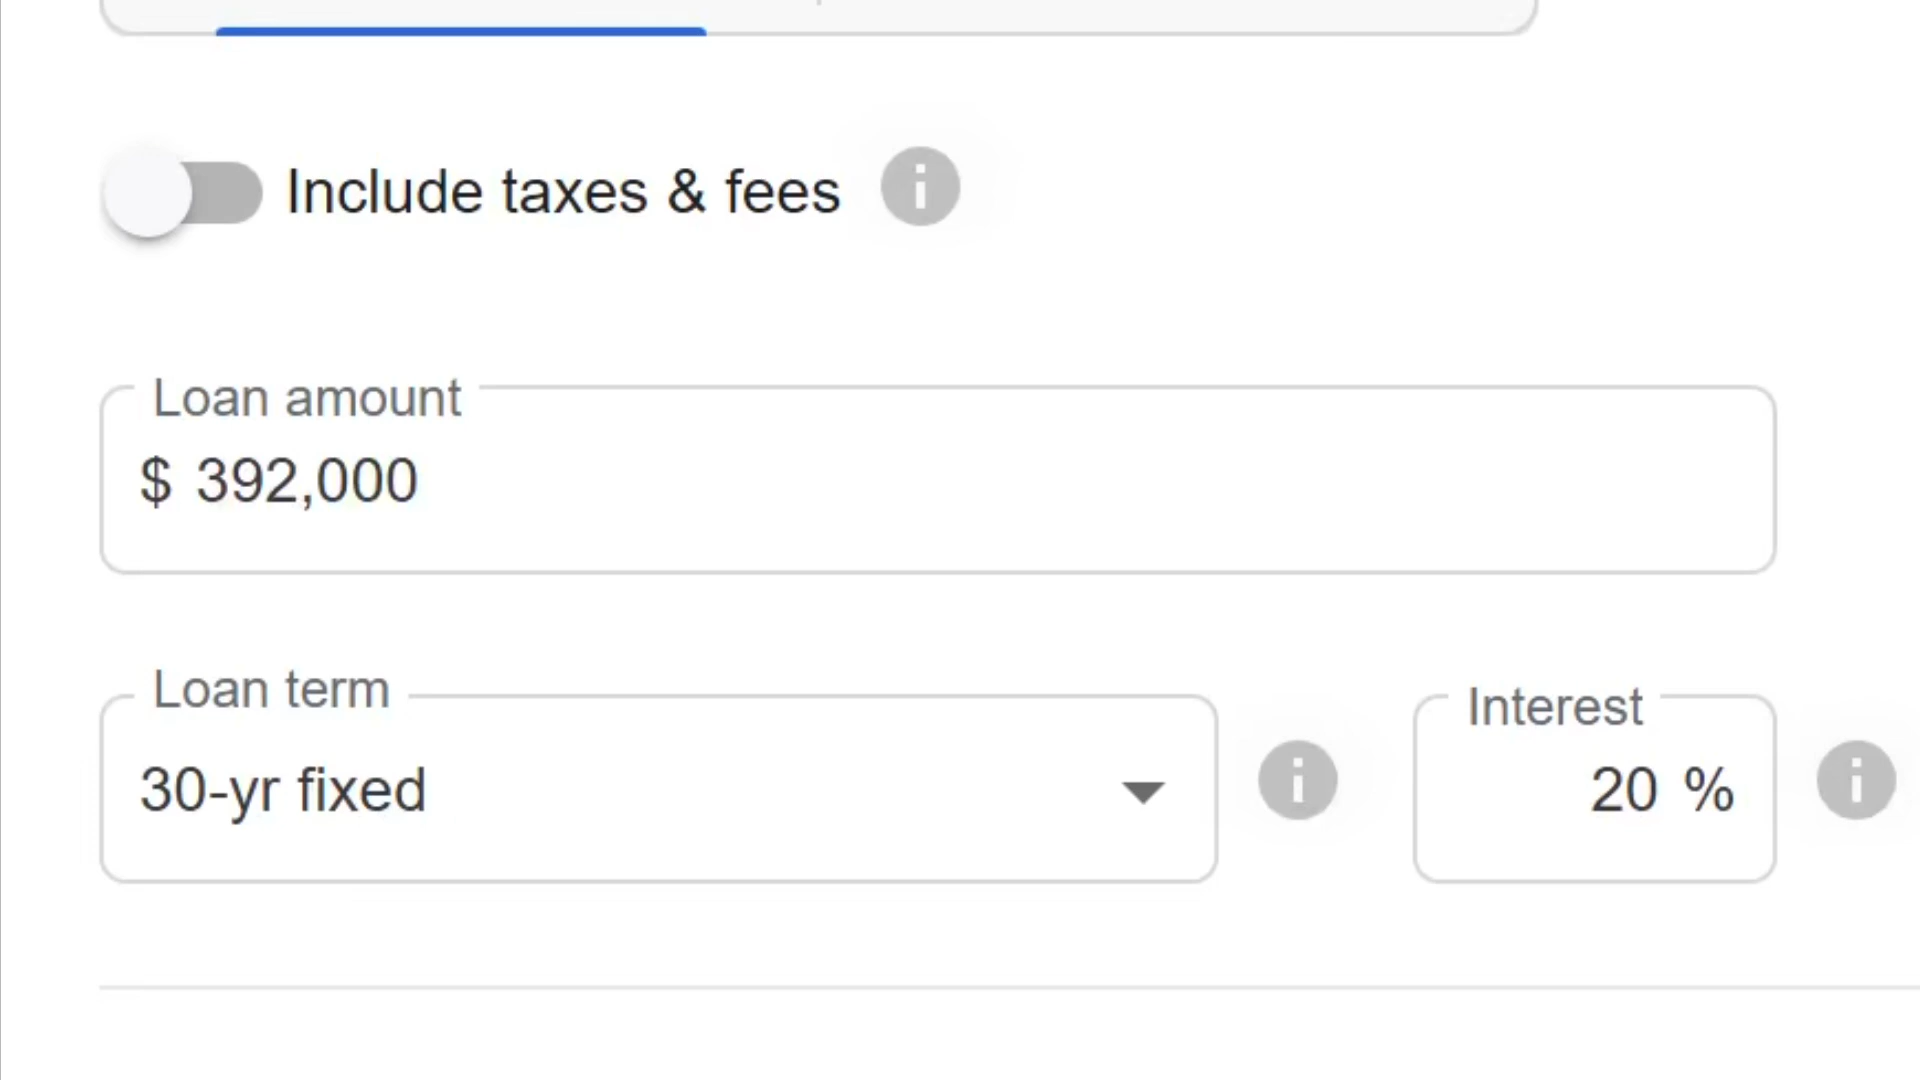 Include taxes & fees
Loan amount
$ 392,000
Loan term
30-yr fixed
Interest
20 %